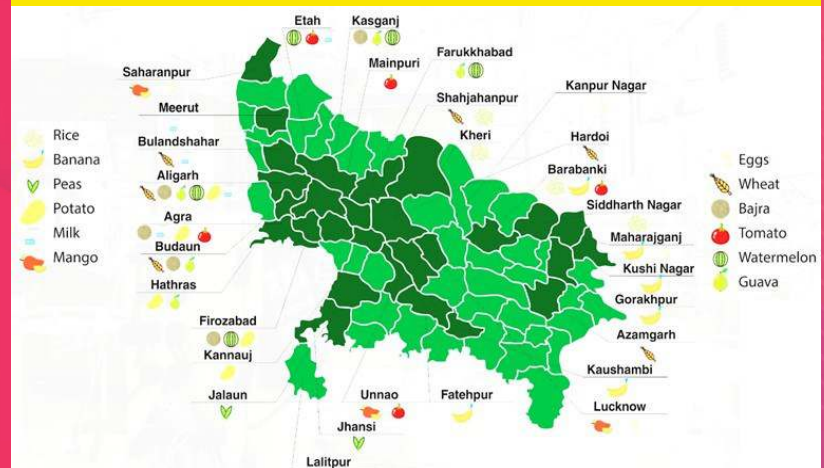 Etah
Kasganj
Farukkhabad
Mainpuri
Saharanpur
Kanpur Nagar
Shahjahanpur
Meerut
Kheri
Hardoi
Bulandshahar
Barabanki
Aligarh
Siddharth Nagar
Agra
Maharajganj
Budaun
Kushi Nagar
Hathras
Gorakhpur
Firozabad
Azamgarh
Kannauj
Kaushambi
Jalaun
Unnao
Fatehpur
Lucknow
Jhansi
Lalitpur
Rice
Banana
Peas
Potato
Milk
Mango
Eggs
Wheat
Bajra
Tomato
Watermelon
Guava